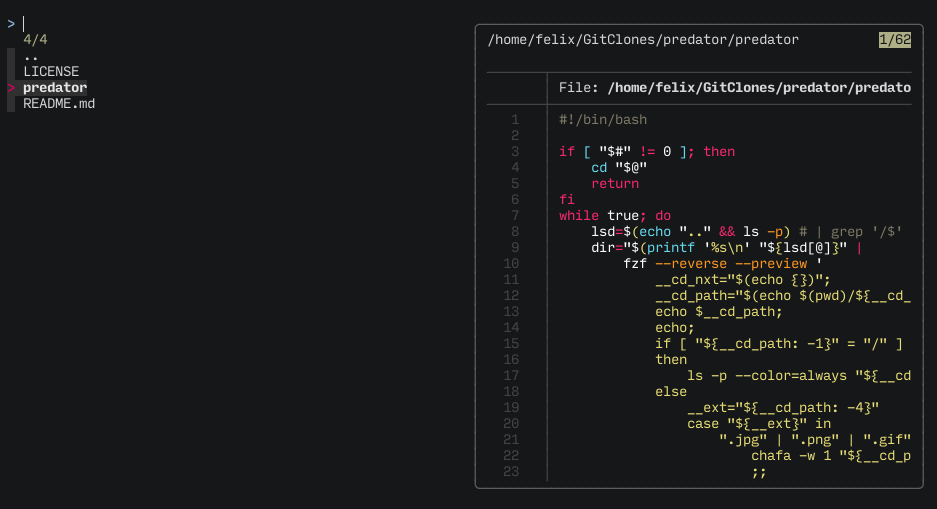 >
4/4
..
LICENSE
> predator
README.md
/home/felix/GitClones/predator/predator 1/62
File: /home/felix/GitClones/predator/predato
1 #!/bin/bash
2
3 if [ "$#" != 0 ]; then
4     cd "$@"
5     return
6 fi
7 while true; do
8     lsd=$(echo ".." && ls -p) # | grep '/$'
9     dir="$(printf '%s\n' "${lsd[@]}" |
10         fzf --reverse --preview '
11             __cd_nxt="$(echo {})";
12             __cd_path="$(echo $(pwd)/${__cd_
13             echo $__cd_path;
14             echo;
15             if [ "${__cd_path: -1}" = "/" ]
16             then
17                 ls -p --color=always "${__cd
18             else
19                 __ext="${__cd_path: -4}"
20                 case "${__ext}" in
21                     ".jpg" | ".png" | ".gif"
22                         chafa -w 1 "${__cd_p
23                         ;;